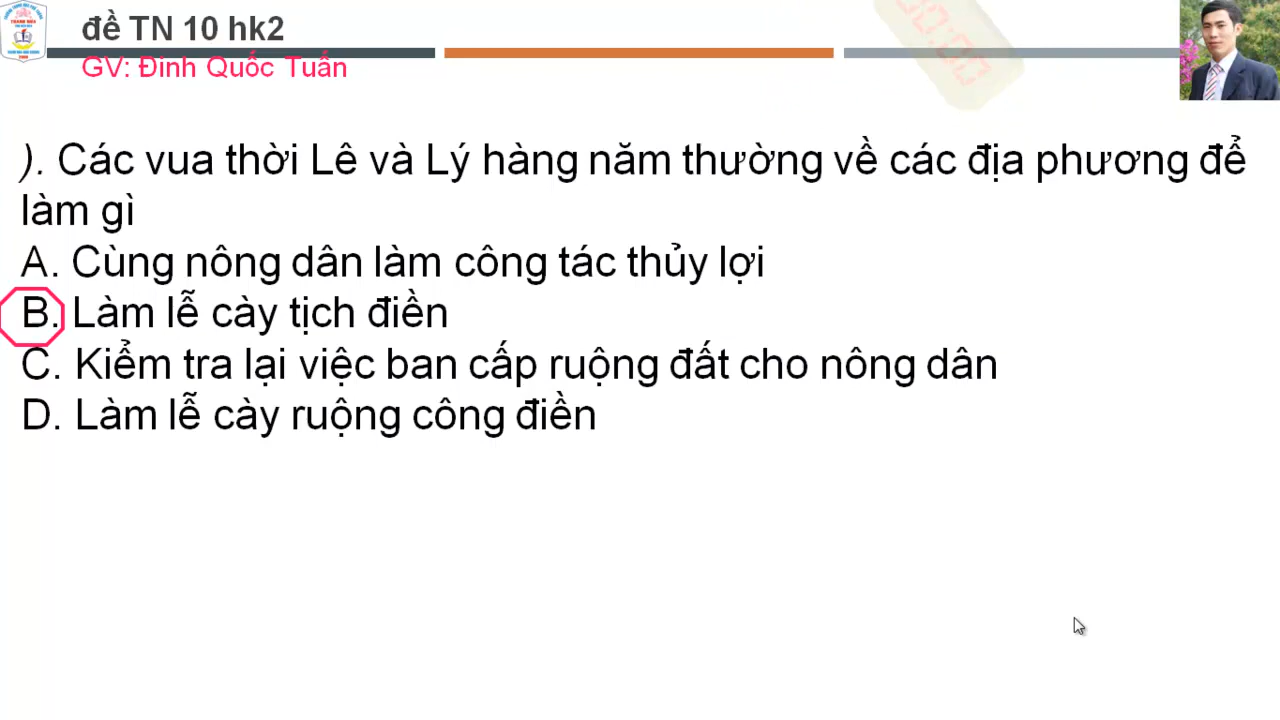 đề TN 10 hk2
GV: Đinh Quốc Tuấn
00:00
). Các vua thời Lê và Lý hàng năm thường về các địa phương để
làm gì
A. Cùng nông dân làm công tác thủy lợi
B. Làm lễ cày tịch điền
C. Kiểm tra lại việc ban cấp ruộng đất cho nông dân
D. Làm lễ cày ruộng công điền